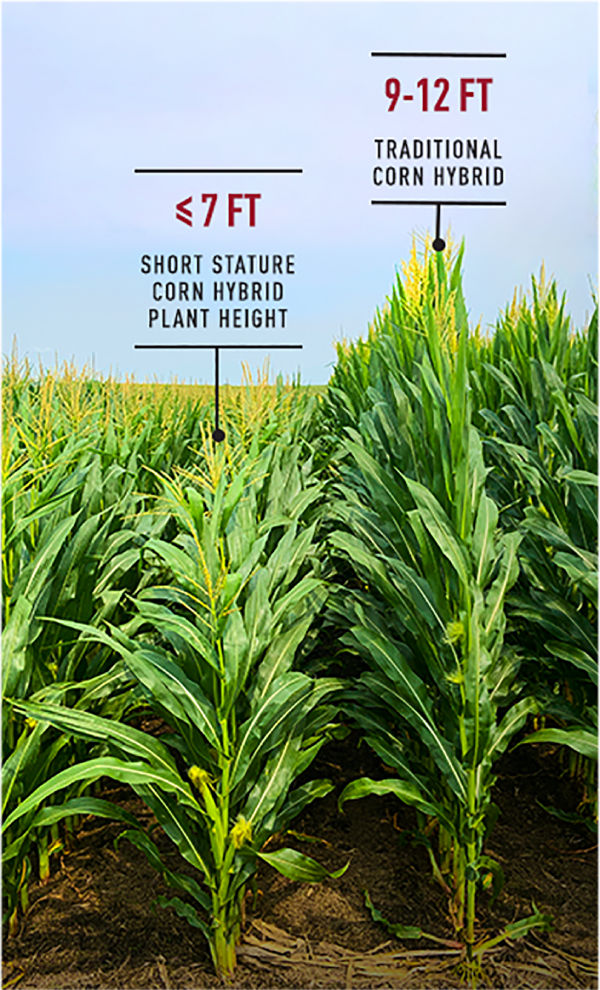 9-12 FT
TRADITIONAL
CORN HYBRID
⩽ 7 FT
SHORT STATURE
CORN HYBRID
PLANT HEIGHT